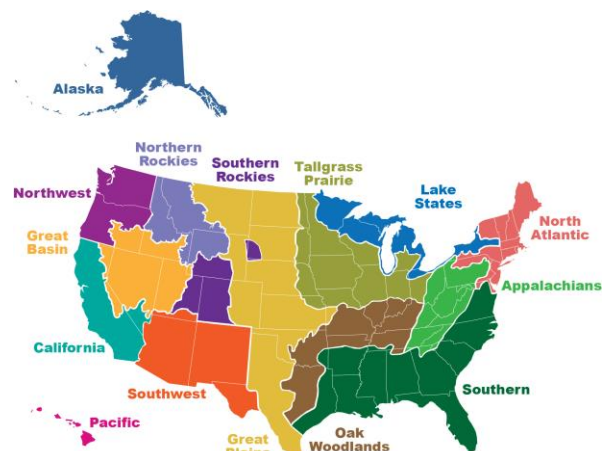 Alaska
Northern
Rockies
Southern
Rockies
Tallgrass
Prairie
Northwest
Lake
States
North
Atlantic
Great
Basin
Appalachians
California
Southwest
Southern
Pacific
Great
Plains
Oak
Woodlands